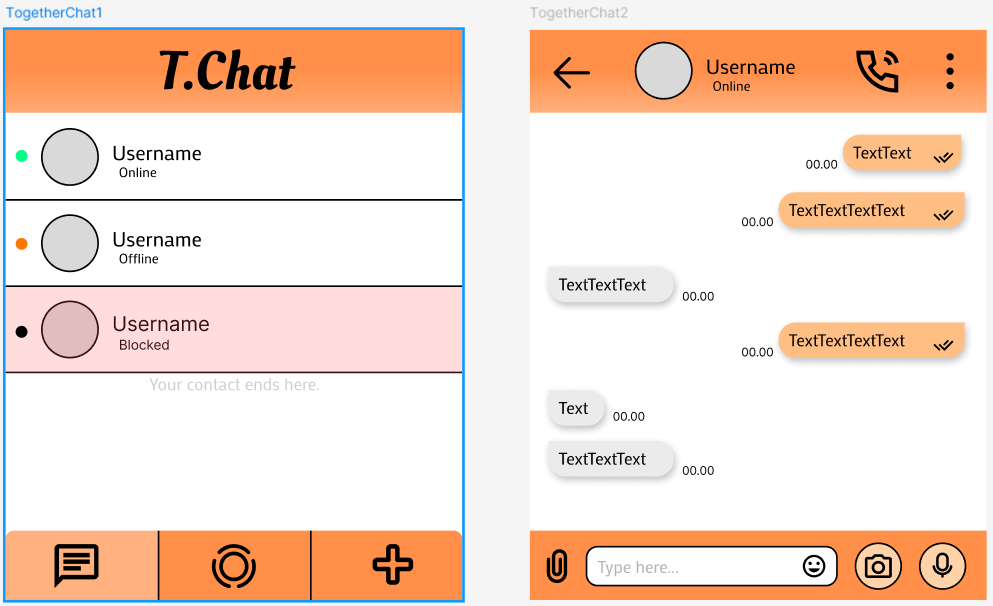 TogetherChat1
T.Chat
Username
Online
Username
Offline
Username
Blocked
Your contact ends here.
TogetherChat2
Username
Online
00.00 TextText
00.00 TextTextTextText
TextTextText 00.00
00.00 TextTextTextText
Text 00.00
TextTextText 00.00
Type here...